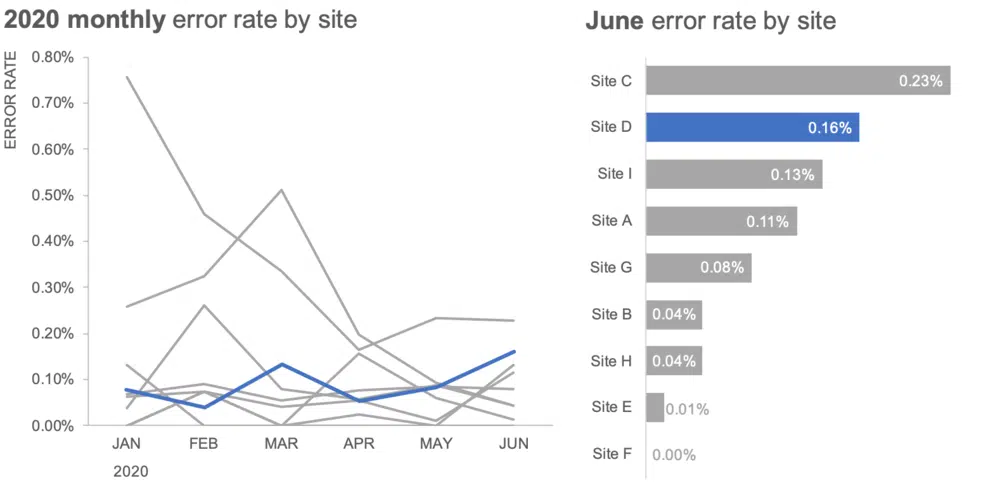 2020 monthly error rate by site
ERROR RATE
0.80%
0.70%
0.60%
0.50%
0.40%
0.30%
0.20%
0.10%
0.00%
JAN FEB MAR APR MAY JUN
2020
June error rate by site
Site C 0.23%
Site D 0.16%
Site I 0.13%
Site A 0.11%
Site G 0.08%
Site B 0.04%
Site H 0.04%
Site E 0.01%
Site F 0.00%